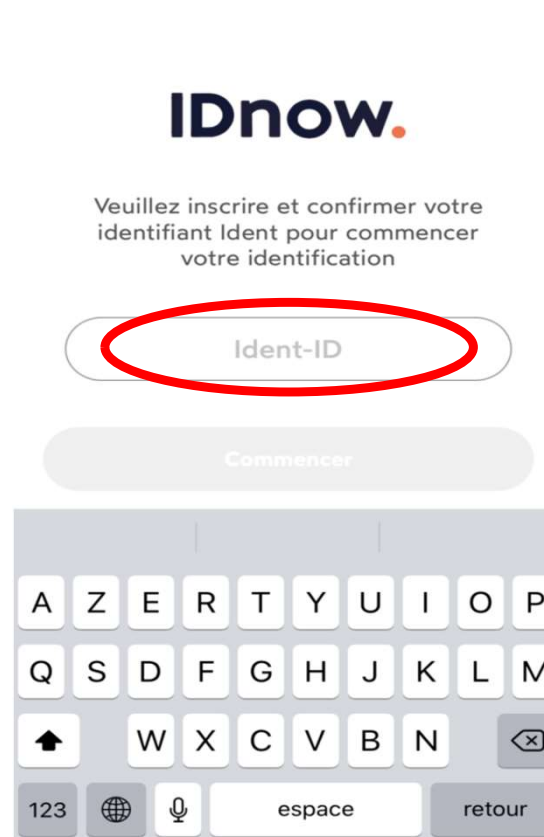 IDnow.
Veuillez inscrire et confirmer votre
identifiant Ident pour commencer
votre identification
Ident-ID
Commencer
A Z E R T Y U I O P
Q S D F G H J K L M
W X C V B N
123 espace retour